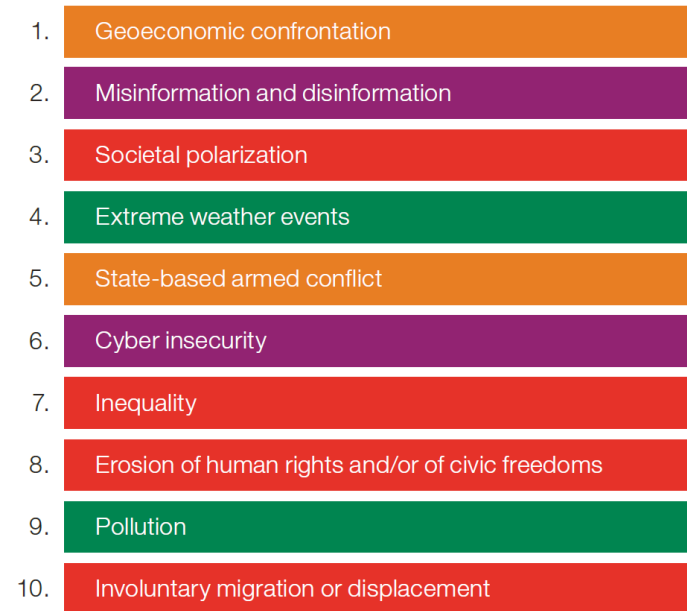 1. Geoeconomic confrontation
2. Misinformation and disinformation
3. Societal polarization
4. Extreme weather events
5. State-based armed conflict
6. Cyber insecurity
7. Inequality
8. Erosion of human rights and/or of civic freedoms
9. Pollution
10. Involuntary migration or displacement